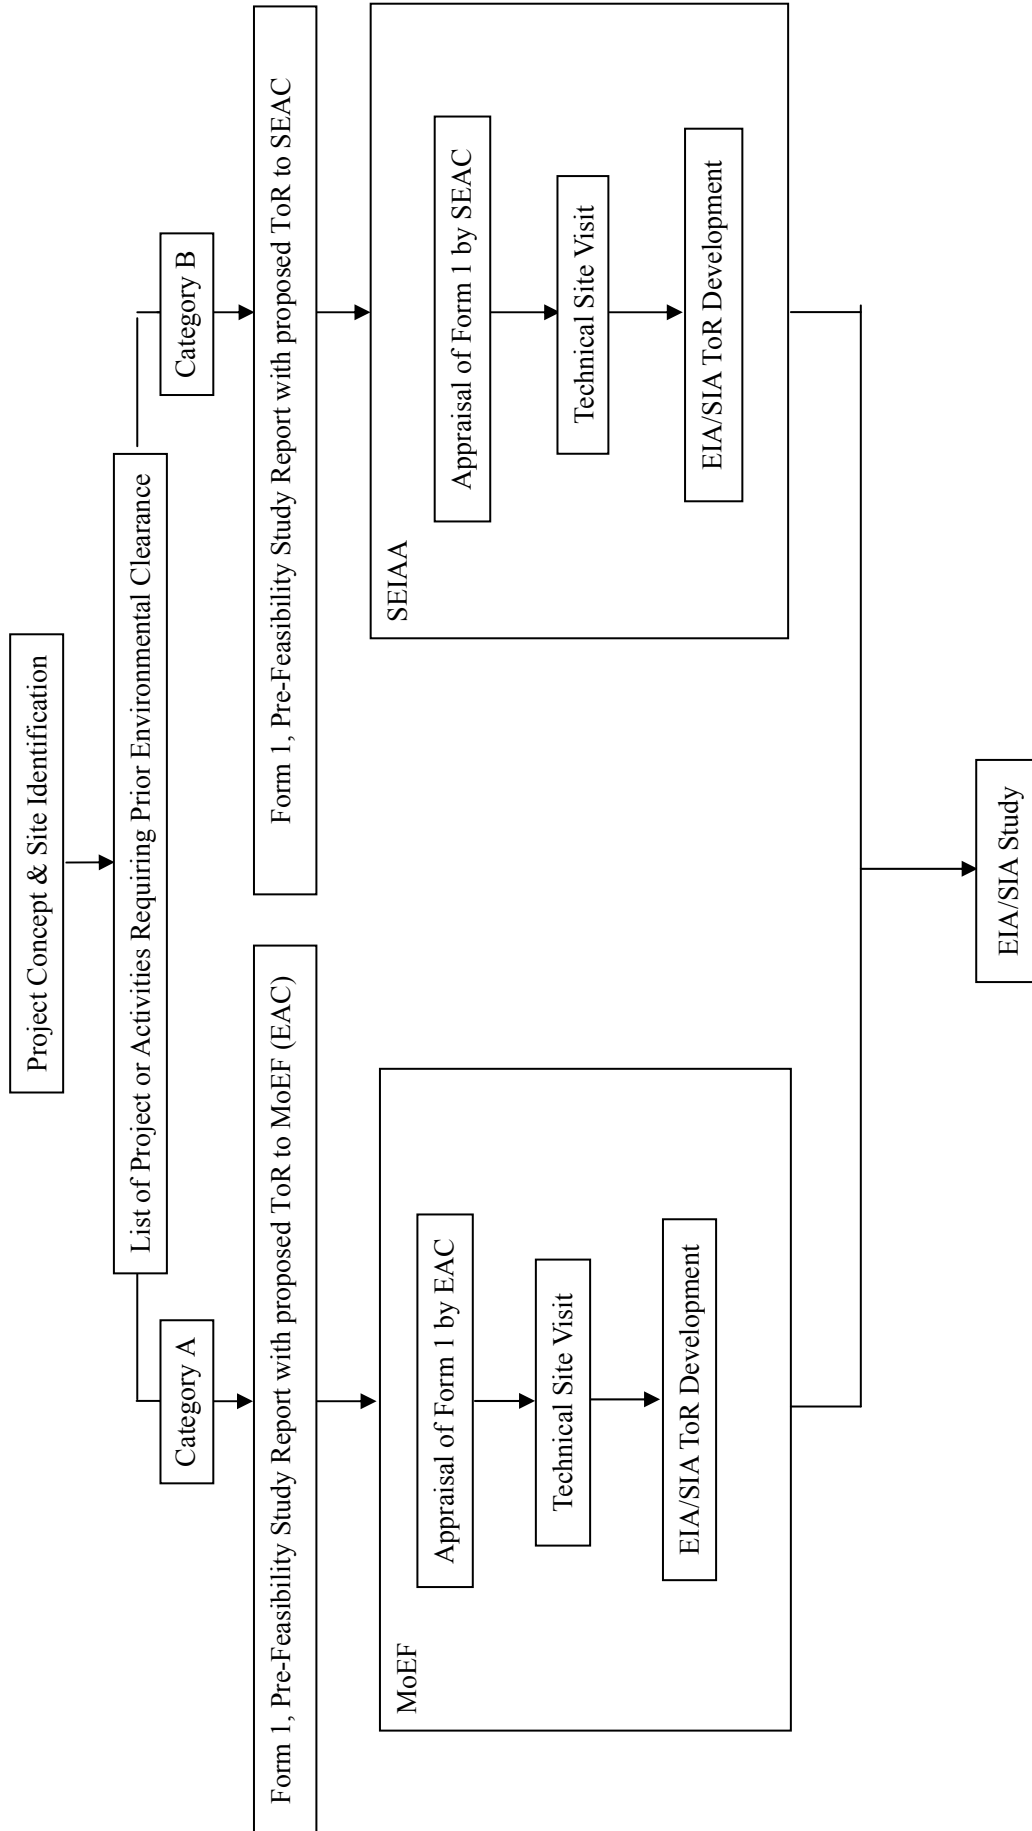 Project Concept & Site Identification
List of Project or Activities Requiring Prior Environmental Clearance
Category A
Category B
Form 1, Pre-Feasibility Study Report with proposed ToR to MoEF (EAC)
Form 1, Pre-Feasibility Study Report with proposed ToR to SEAC
MoEF
Appraisal of Form 1 by EAC
Technical Site Visit
EIA/SIA ToR Development
SEIAA
Appraisal of Form 1 by SEAC
Technical Site Visit
EIA/SIA ToR Development
EIA/SIA Study